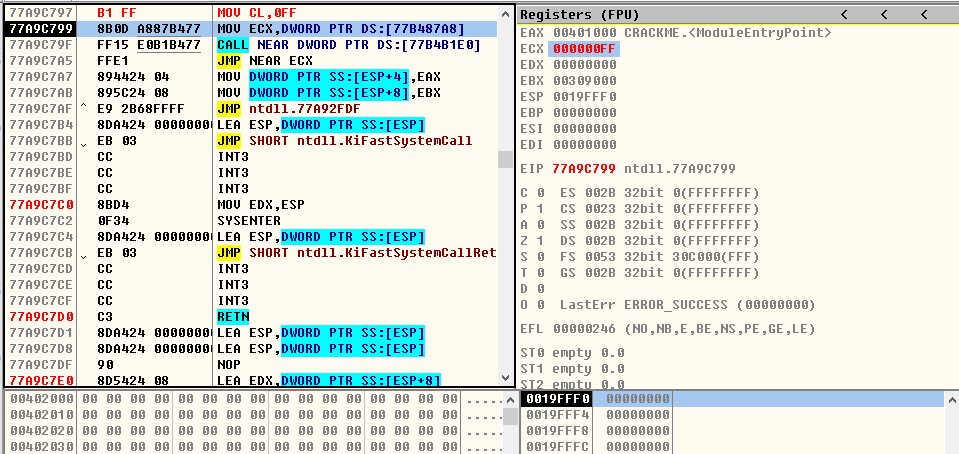 77A9C797 B1 FF MOV CL,0FF
77A9C799 8B0D A887B477 MOV ECX,DWORD PTR DS:[77B487A8]
77A9C79F FF15 E0B1B477 CALL NEAR DWORD PTR DS:[77B4B1E0]
77A9C7A5 FFE1 JMP NEAR ECX
77A9C7A7 894424 04 MOV DWORD PTR SS:[ESP+4],EAX
77A9C7AB 895C24 08 MOV DWORD PTR SS:[ESP+8],EBX
77A9C7AF ^ E9 2B68FFFF JMP ntdll.77A92FDF
77A9C7B4 8DA424 0000000 LEA ESP,DWORD PTR SS:[ESP]
77A9C7BB EB 03 JMP SHORT ntdll.KiFastSystemCall
77A9C7BD CC INT3
77A9C7BE CC INT3
77A9C7BF CC INT3
77A9C7C0 8BD4 MOV EDX,ESP
77A9C7C2 0F34 SYSENTER
77A9C7C4 8DA424 0000000 LEA ESP,DWORD PTR SS:[ESP]
77A9C7CB EB 03 JMP SHORT ntdll.KiFastSystemCallRet
77A9C7CD CC INT3
77A9C7CE CC INT3
77A9C7CF CC INT3
77A9C7D0 C3 RETN
77A9C7D1 8DA424 0000000 LEA ESP,DWORD PTR SS:[ESP]
77A9C7D8 8DA424 0000000 LEA ESP,DWORD PTR SS:[ESP]
77A9C7DF 90 NOP
77A9C7E0 8D5424 08 LEA EDX,DWORD PTR SS:[ESP+8]
Registers (FPU) < < <
EAX 00401000 CRACKME.<ModuleEntryPoint>
ECX 000000FF
EDX 00000000
EBX 00309000
ESP 0019FFF0
EBP 00000000
ESI 00000000
EDI 00000000
EIP 77A9C799 ntdll.77A9C799
C 0 ES 002B 32bit 0(FFFFFFFF)
P 1 CS 0023 32bit 0(FFFFFFFF)
A 0 SS 002B 32bit 0(FFFFFFFF)
Z 1 DS 002B 32bit 0(FFFFFFFF)
S 0 FS 0053 32bit 30C000(FFF)
T 0 GS 002B 32bit 0(FFFFFFFF)
D 0
O 0 LastErr ERROR_SUCCESS (00000000)
EFL 00000246 (NO,NB,E,BE,NS,PE,GE,LE)
ST0 empty 0.0
ST1 empty 0.0
ST2 empty 0.0
00402000 00 00 00 00 00 00 00 00 00 00 00 00 00 00 00 00 .....
00402010 00 00 00 00 00 00 00 00 00 00 00 00 00 00 00 00 .....
00402020 00 00 00 00 00 00 00 00 00 00 00 00 00 00 00 00 .....
00402030 00 00 00 00 00 00 00 00 00 00 00 00 00 00 00 00 .....
0019FFF0 00000000
0019FFF4 00000000
0019FFF8 00000000
0019FFFC 00000000